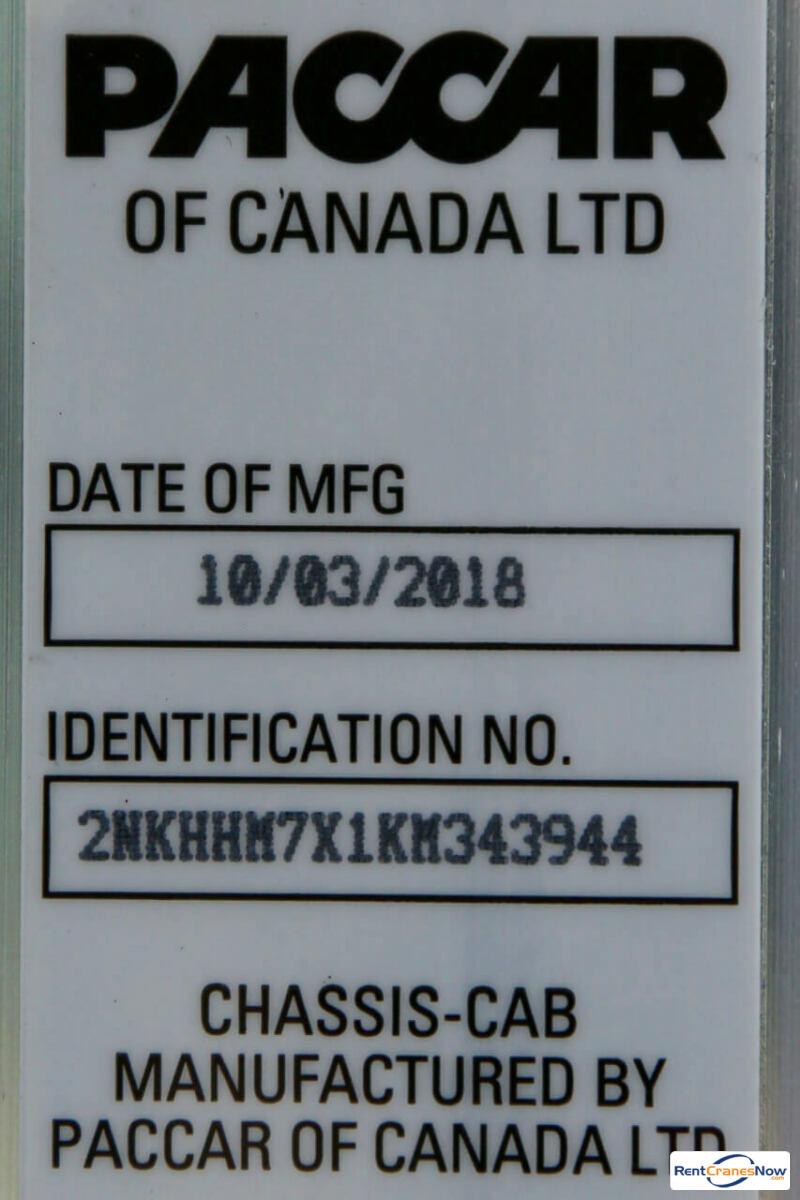 PACCAR
OF CANADA LTD
DATE OF MFG
10/03/2018
IDENTIFICATION NO.
2NKHHM7X1KM343944
CHASSIS-CAB
MANUFACTURED BY
PACCAR OF CANADA LTD
RentCranesNow
.com